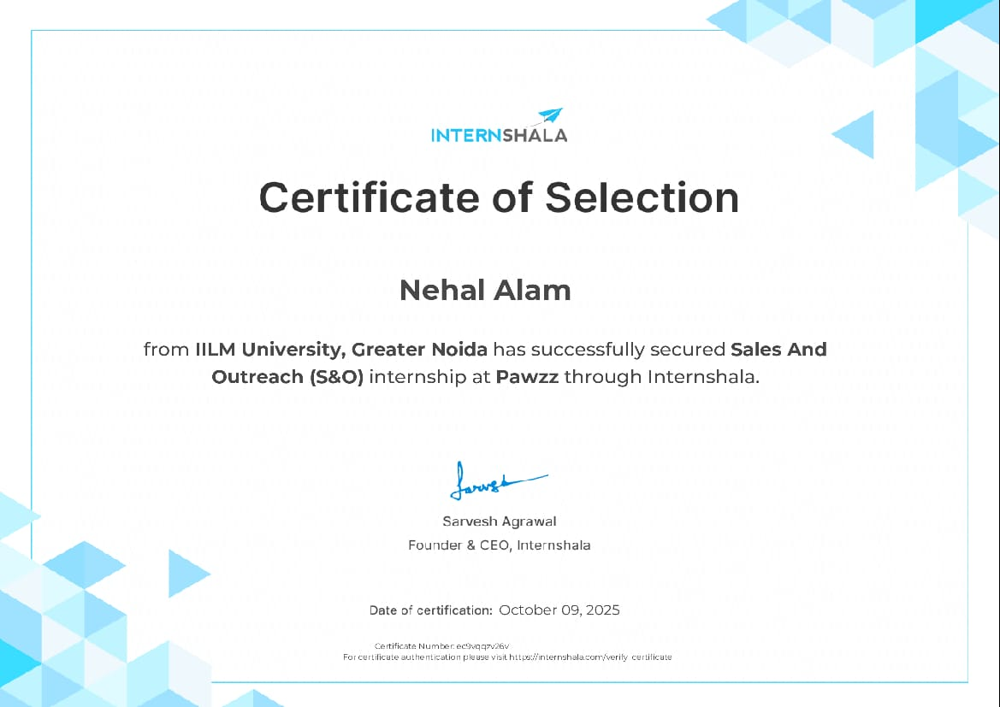 INTERNSHALA
Certificate of Selection
Nehal Alam
from IILM University, Greater Noida has successfully secured Sales And
Outreach (S&O) internship at Pawzz through Internshala.
Sarvesh
Sarvesh Agrawal
Founder & CEO, Internshala
Date of certification: October 09, 2025
Certificate Number: ec9vqqzv26v
For certificate authentication please visit https://internshala.com/verify_certificate